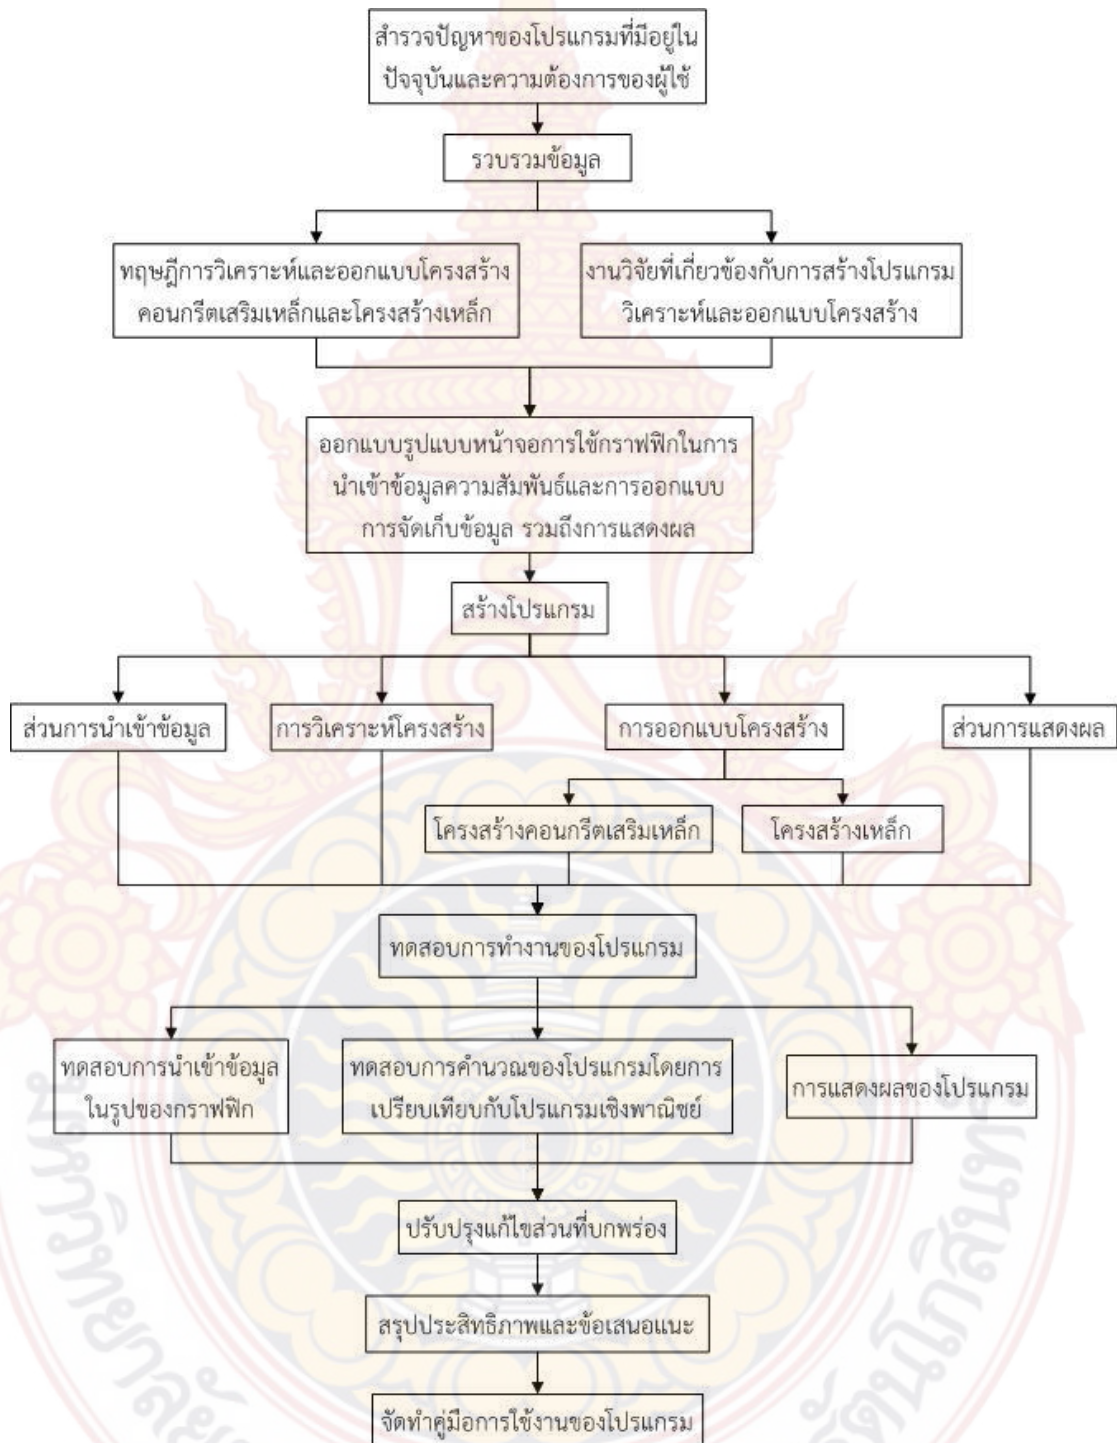 สำรวจปัญหาของโปรแกรมที่มีอยู่ใน
ปัจจุบันและความต้องการของผู้ใช้
รวบรวมข้อมูล
ทฤษฎีการวิเคราะห์และออกแบบโครงสร้าง
คอนกรีตเสริมเหล็กและโครงสร้างเหล็ก
งานวิจัยที่เกี่ยวข้องกับการสร้างโปรแกรม
วิเคราะห์และออกแบบโครงสร้าง
ออกแบบรูปแบบหน้าจอการใช้กราฟฟิกในการ
นำเข้าข้อมูลความสัมพันธ์และการออกแบบ
การจัดเก็บข้อมูล รวมถึงการแสดงผล
สร้างโปรแกรม
ส่วนการนำเข้าข้อมูล
การวิเคราะห์โครงสร้าง
การออกแบบโครงสร้าง
ส่วนการแสดงผล
โครงสร้างคอนกรีตเสริมเหล็ก
โครงสร้างเหล็ก
ทดสอบการทำงานของโปรแกรม
ทดสอบการนำเข้าข้อมูล
ในรูปของกราฟฟิก
ทดสอบการคำนวณของโปรแกรมโดยการ
เปรียบเทียบกับโปรแกรมเชิงพาณิชย์
การแสดงผลของโปรแกรม
ปรับปรุงแก้ไขส่วนที่บกพร่อง
สรุปประสิทธิภาพและข้อเสนอแนะ
จัดทำคู่มือการใช้งานของโปรแกรม